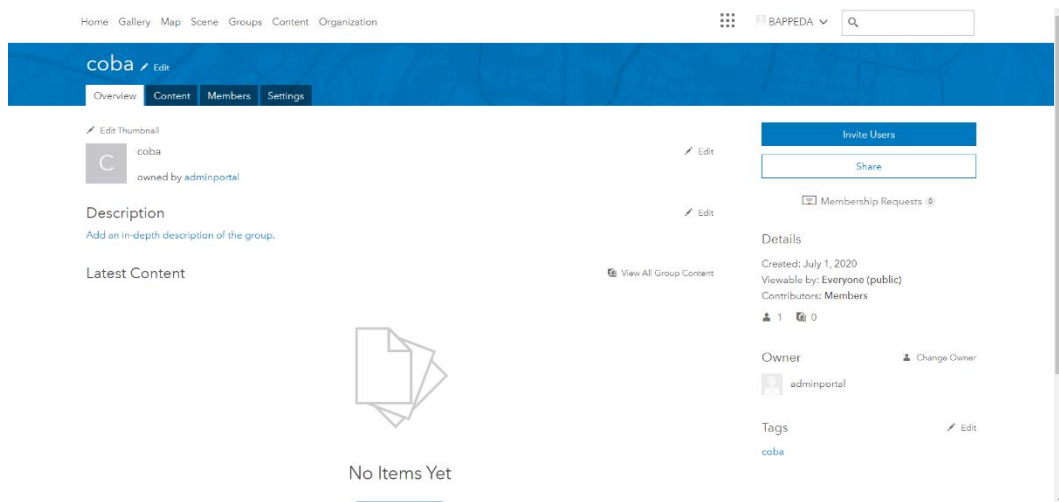 Home Gallery Map Scene Groups Content Organization
BAPPEDA
coba Edit
Overview Content Members Settings
Edit Thumbnail
C
coba
Edit
owned by adminportal
Description
Edit
Add an in-depth description of the group.
Latest Content
View All Group Content
No Items Yet
Invite Users
Share
Membership Requests 0
Details
Created: July 1, 2020
Viewable by: Everyone (public)
Contributors: Members
1 0
Owner
Change Owner
adminportal
Tags
Edit
coba